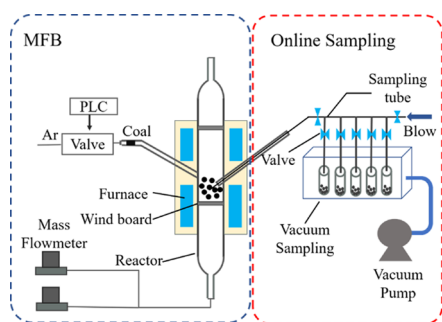 MFB
PLC
Ar
Valve
Coal
Furnace
Wind board
Mass
Flowmeter
Reactor
Online Sampling
Sampling
tube
Blow
Valve
Vacuum
Sampling
Vacuum
Pump